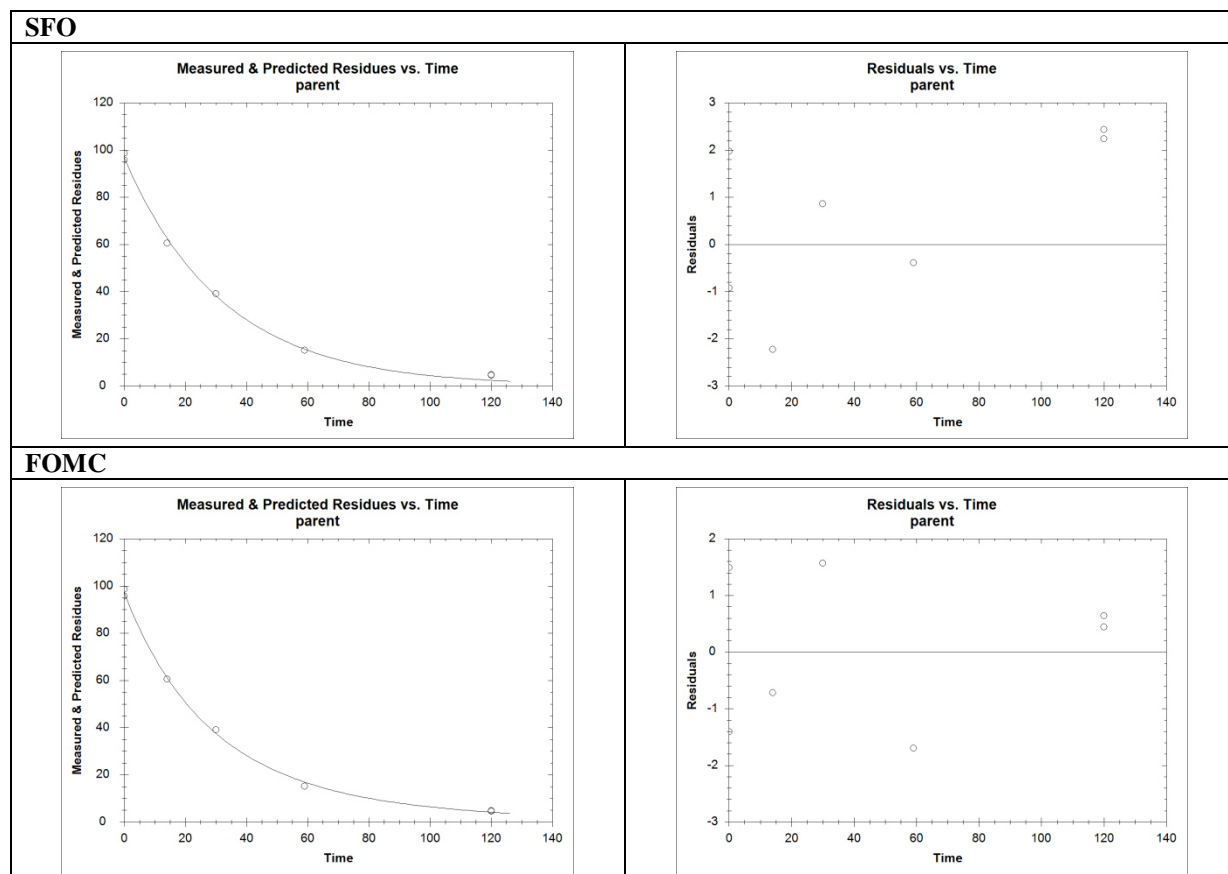 SFO
Measured & Predicted Residues vs. Time
parent
120
100
80
60
40
20
0
Measured & Predicted Residues
0 20 40 60 80 100 120 140
Time
Residuals vs. Time
parent
3
2
1
0
-1
-2
-3
Residuals
0 20 40 60 80 100 120 140
Time
FOMC
Measured & Predicted Residues vs. Time
parent
120
100
80
60
40
20
0
Measured & Predicted Residues
0 20 40 60 80 100 120 140
Time
Residuals vs. Time
parent
2
1
0
-1
-2
-3
Residuals
0 20 40 60 80 100 120 140
Time